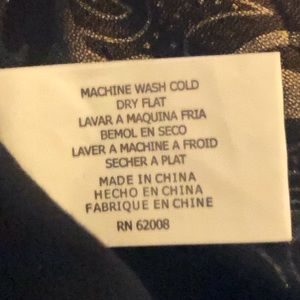 MACHINE WASH COLD
DRY FLAT
LAVAR A MAQUINA FRIA
BEMOL EN SECO
LAVER A MACHINE A FROID
SECHER A PLAT
MADE IN CHINA
HECHO EN CHINA
FABRIQUE EN CHINE
RN 62008